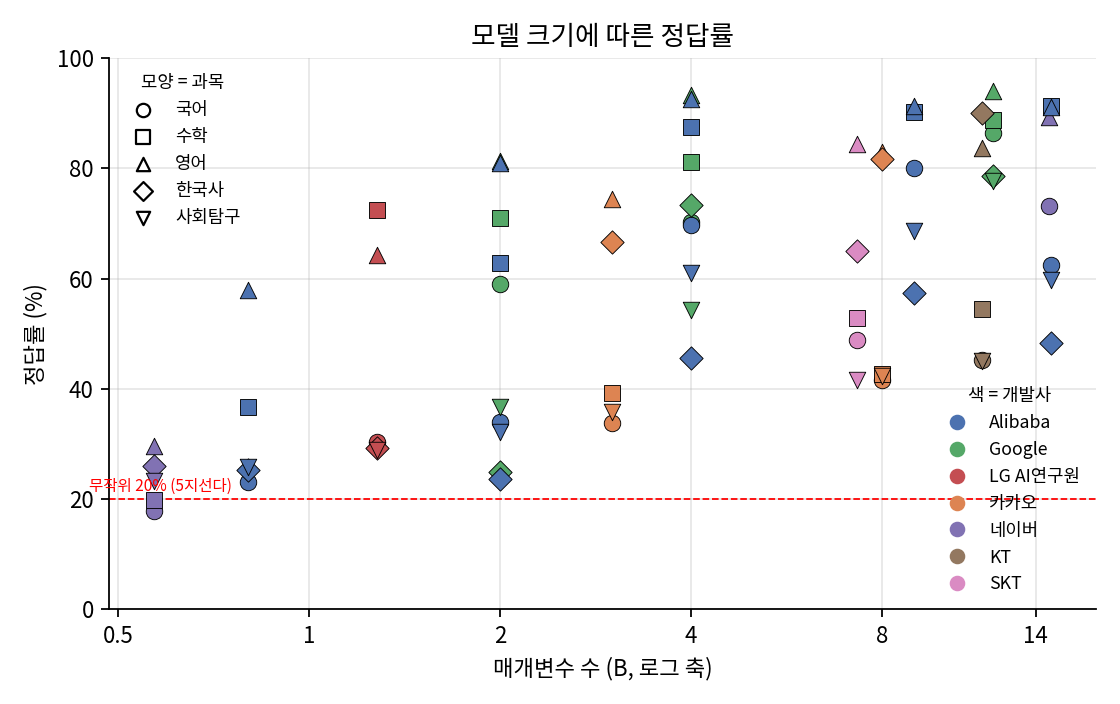 모델 크기에 따른 정답률
100
80
60
40
20
0
정답률 (%)
모양 = 과목
국어
수학
영어
한국사
사회탐구
무작위 20% (5지선다)
색 = 개발사
Alibaba
Google
LG AI연구원
카카오
네이버
KT
SKT
0.5 1 2 4 8 14
매개변수 수 (B, 로그 축)